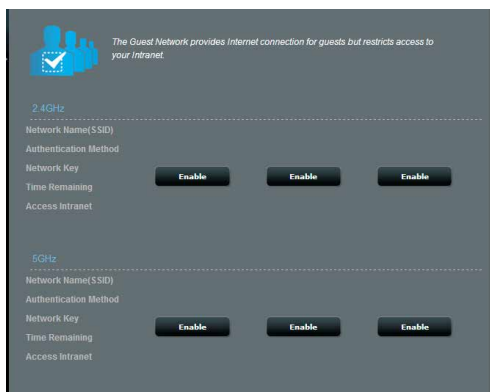 The Guest Network provides Internet connection for guests but restricts access to
your Intranet.
2.4GHz
Network Name(SSID)
Authentication Method
Network Key
Enable Enable Enable
Time Remaining
Access Intranet
5GHz
Network Name(SSID)
Authentication Method
Network Key
Enable Enable Enable
Time Remaining
Access Intranet